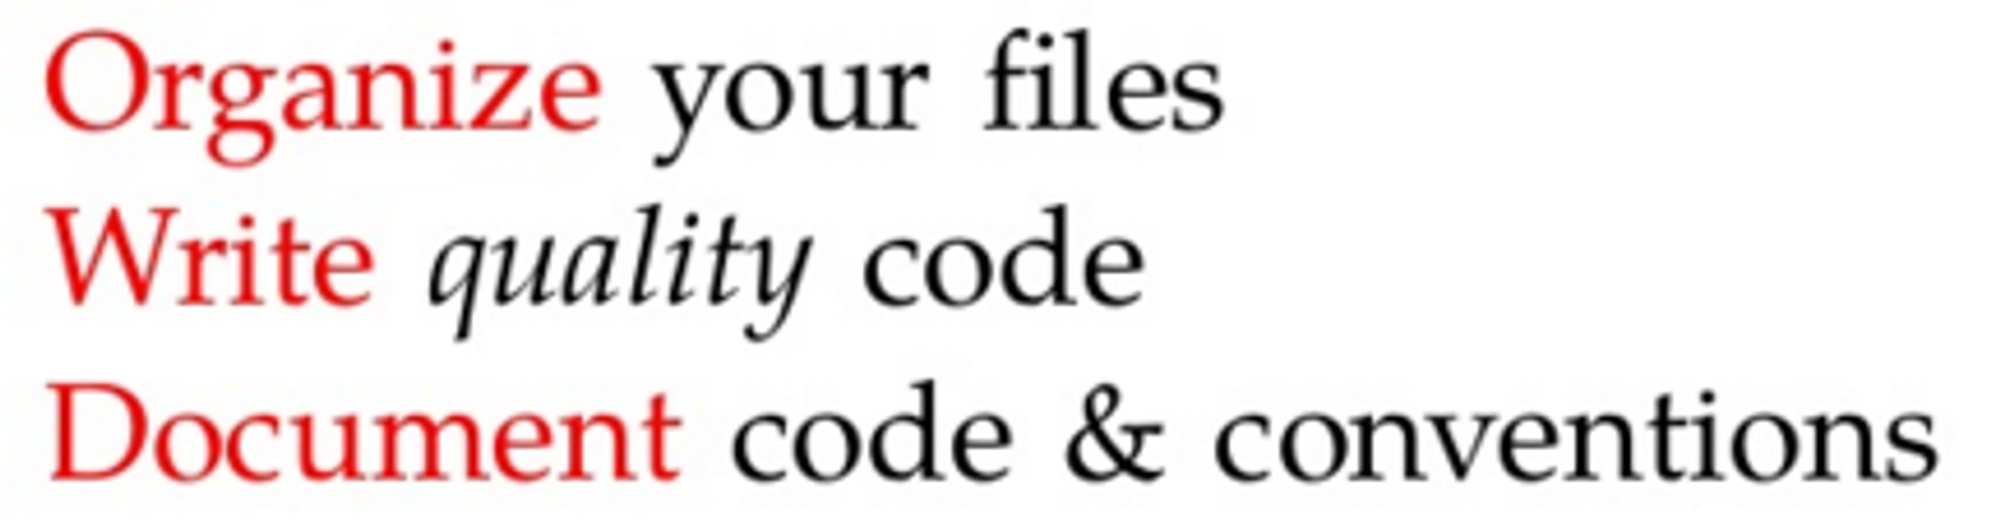 Organize your files
Write quality code
Document code & conventions